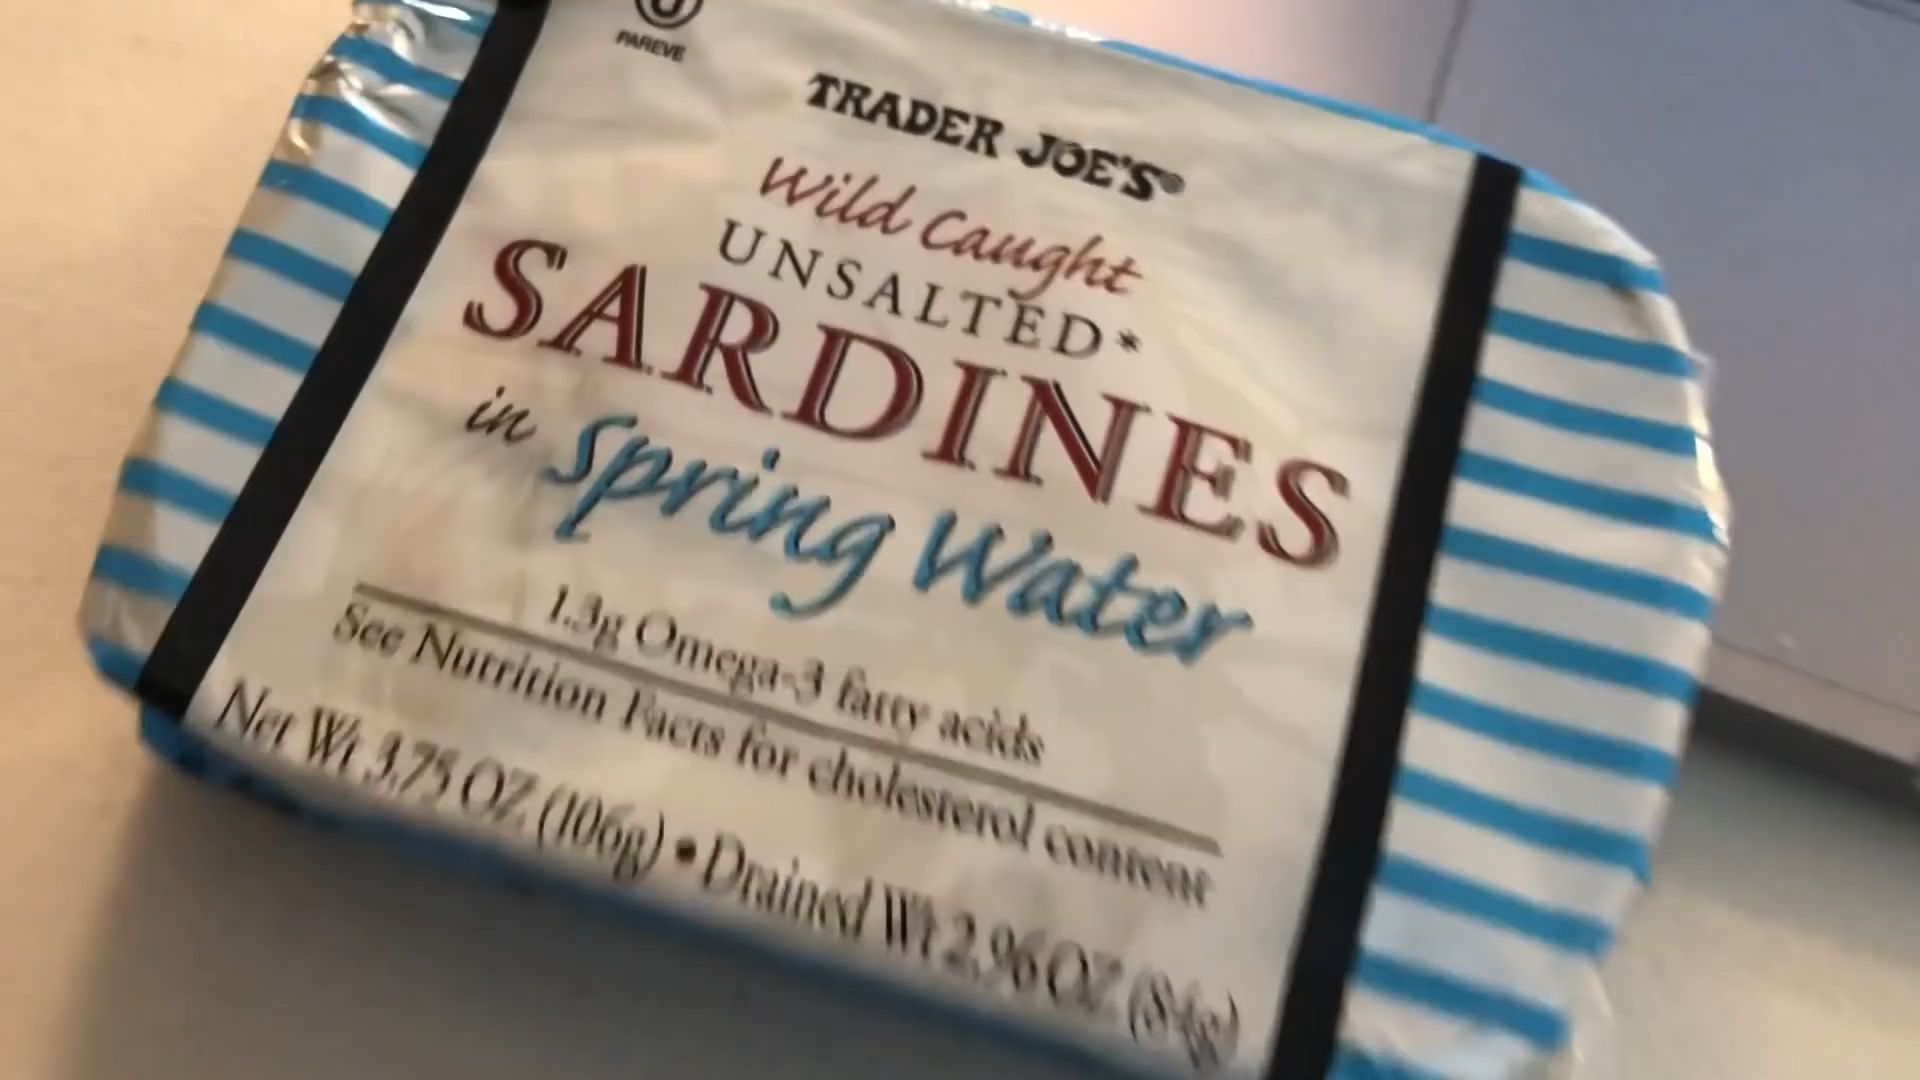 U
PAREVE
TRADER JOE'S®
Wild Caught
UNSALTED*
SARDINES
in Spring Water
1.3g Omega-3 fatty acids
See Nutrition Facts for cholesterol content
Net Wt 3.75 OZ (106g) • Drained Wt 2.96 OZ (84g)